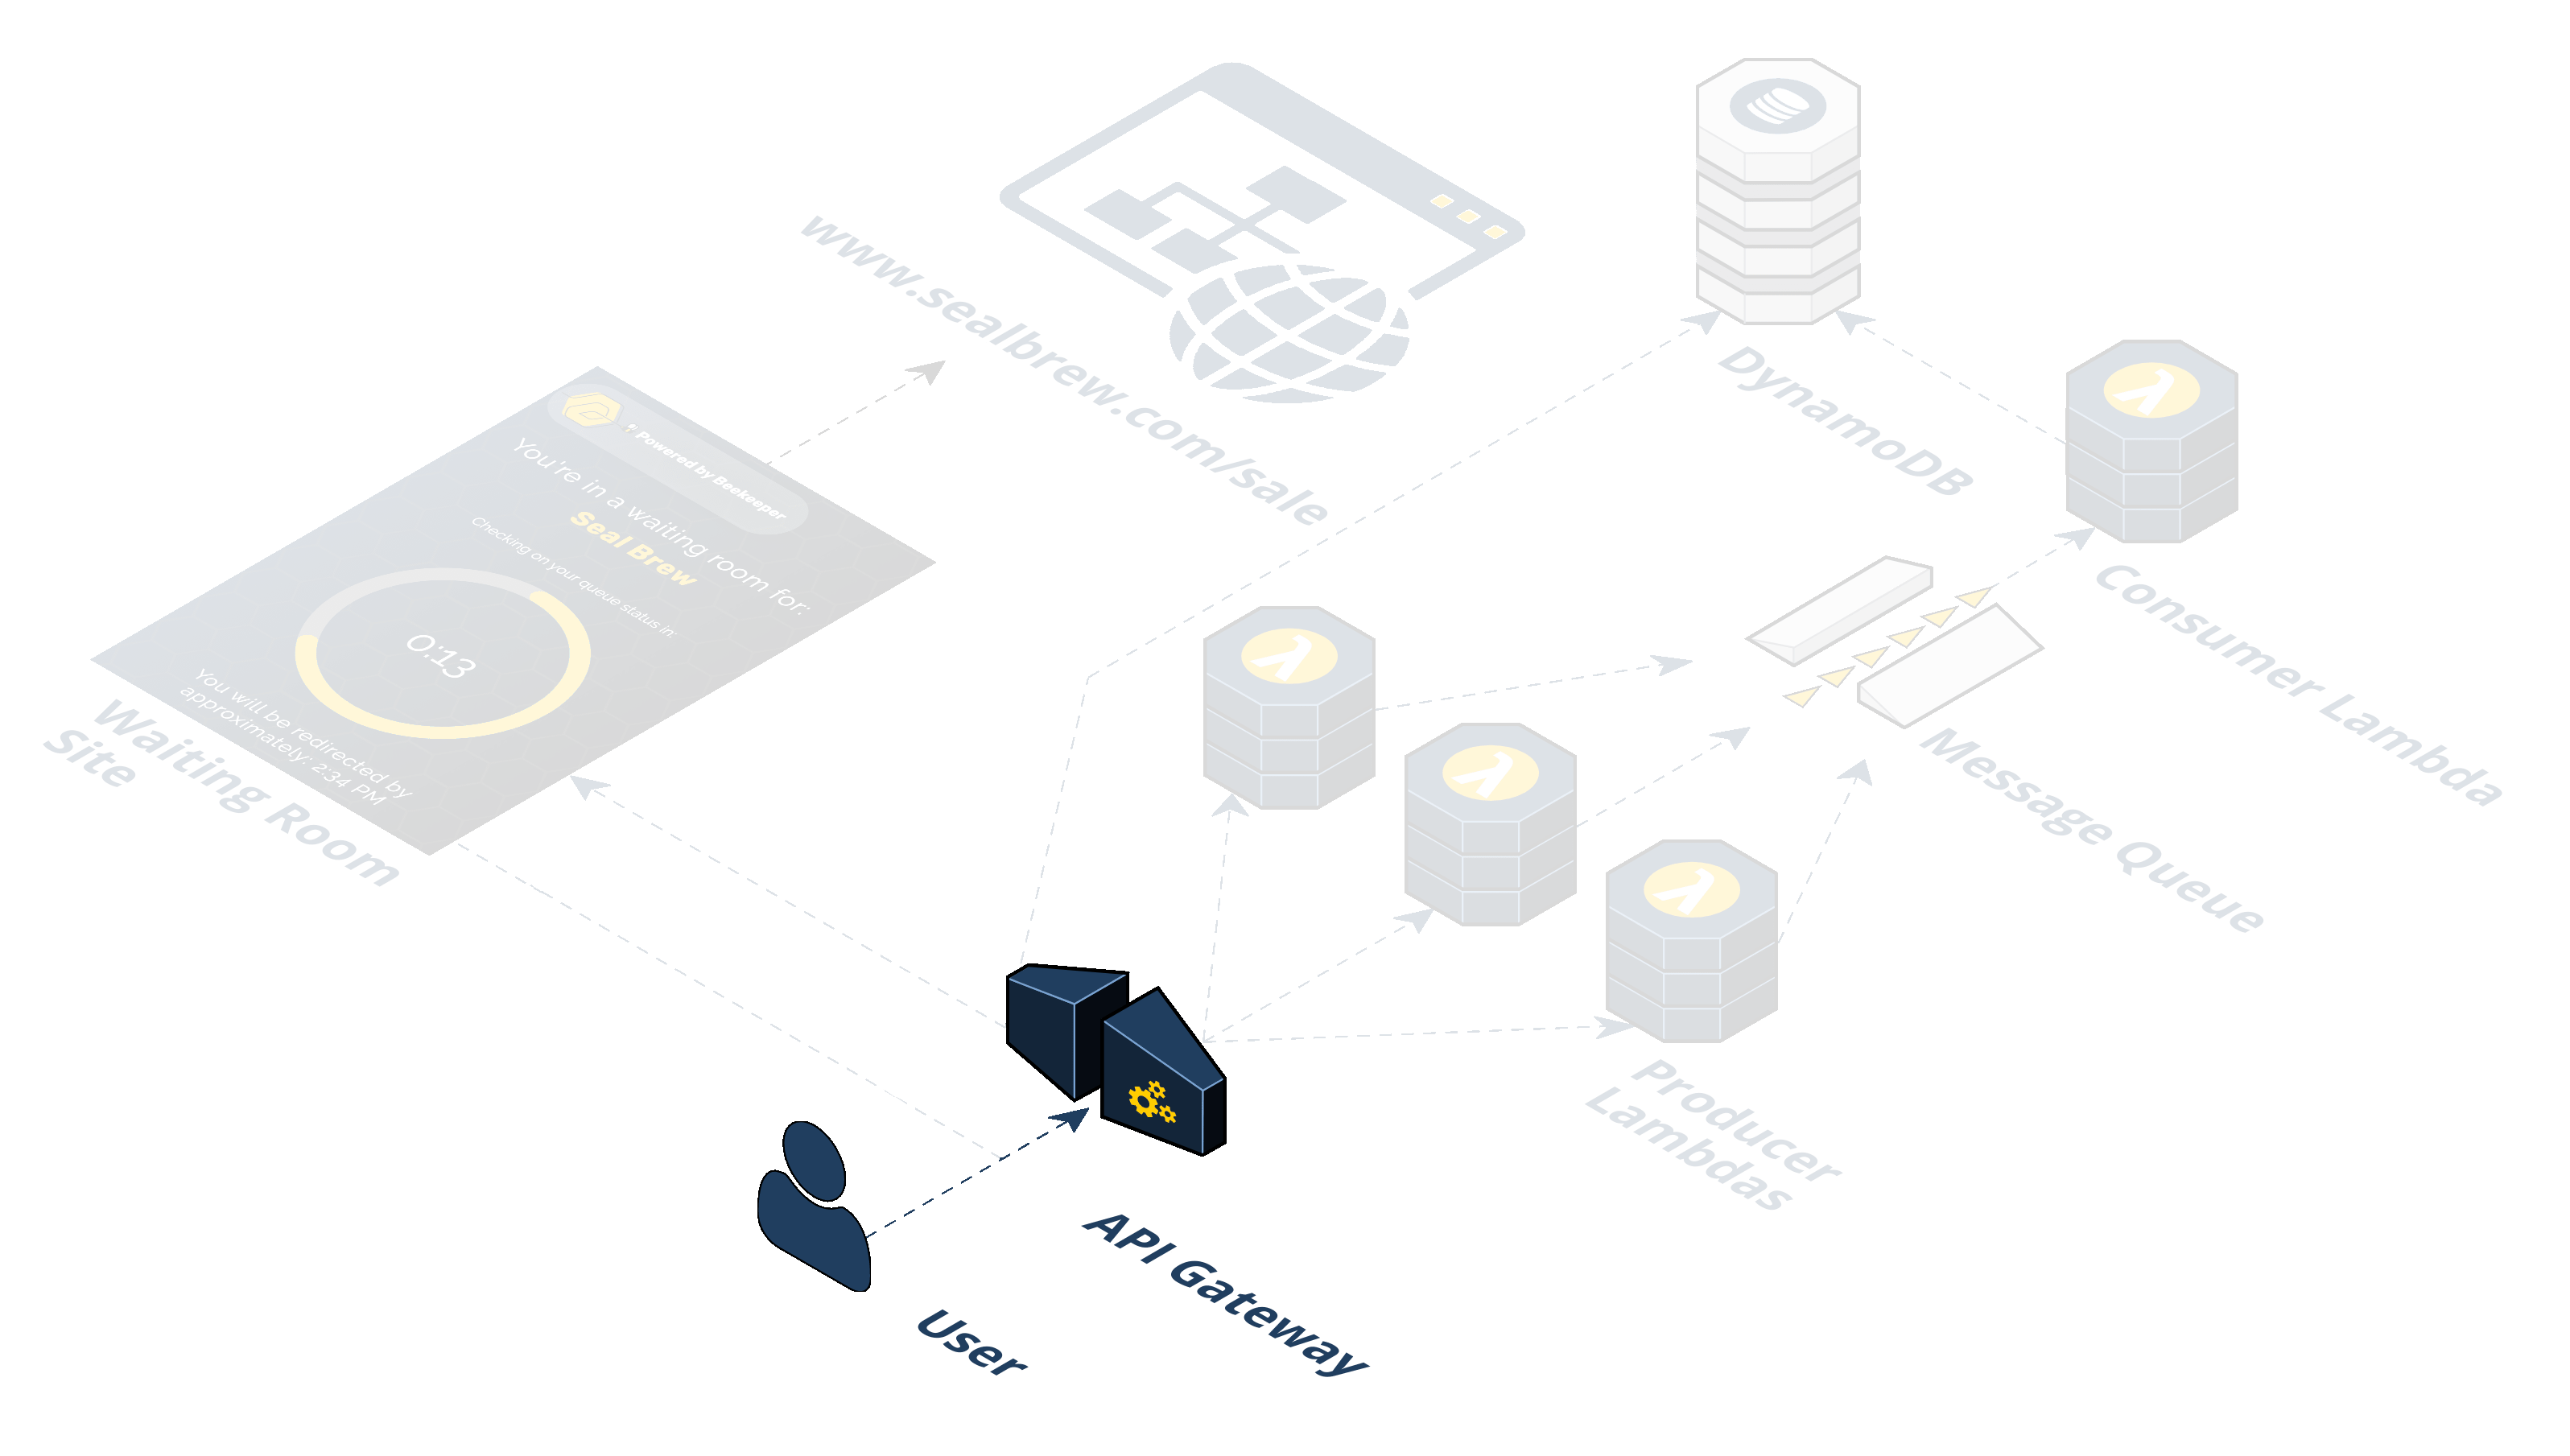 www.sealbrew.com/sale
DynamoDB
Consumer Lambda
Message Queue
Powered by Beekeeper
You're in a waiting room for:
Seal Brew
Checking on your queue status in:
0:13
You will be redirected by
approximately: 2:34 PM
Waiting Room
Site
Producer
Lambdas
API Gateway
User